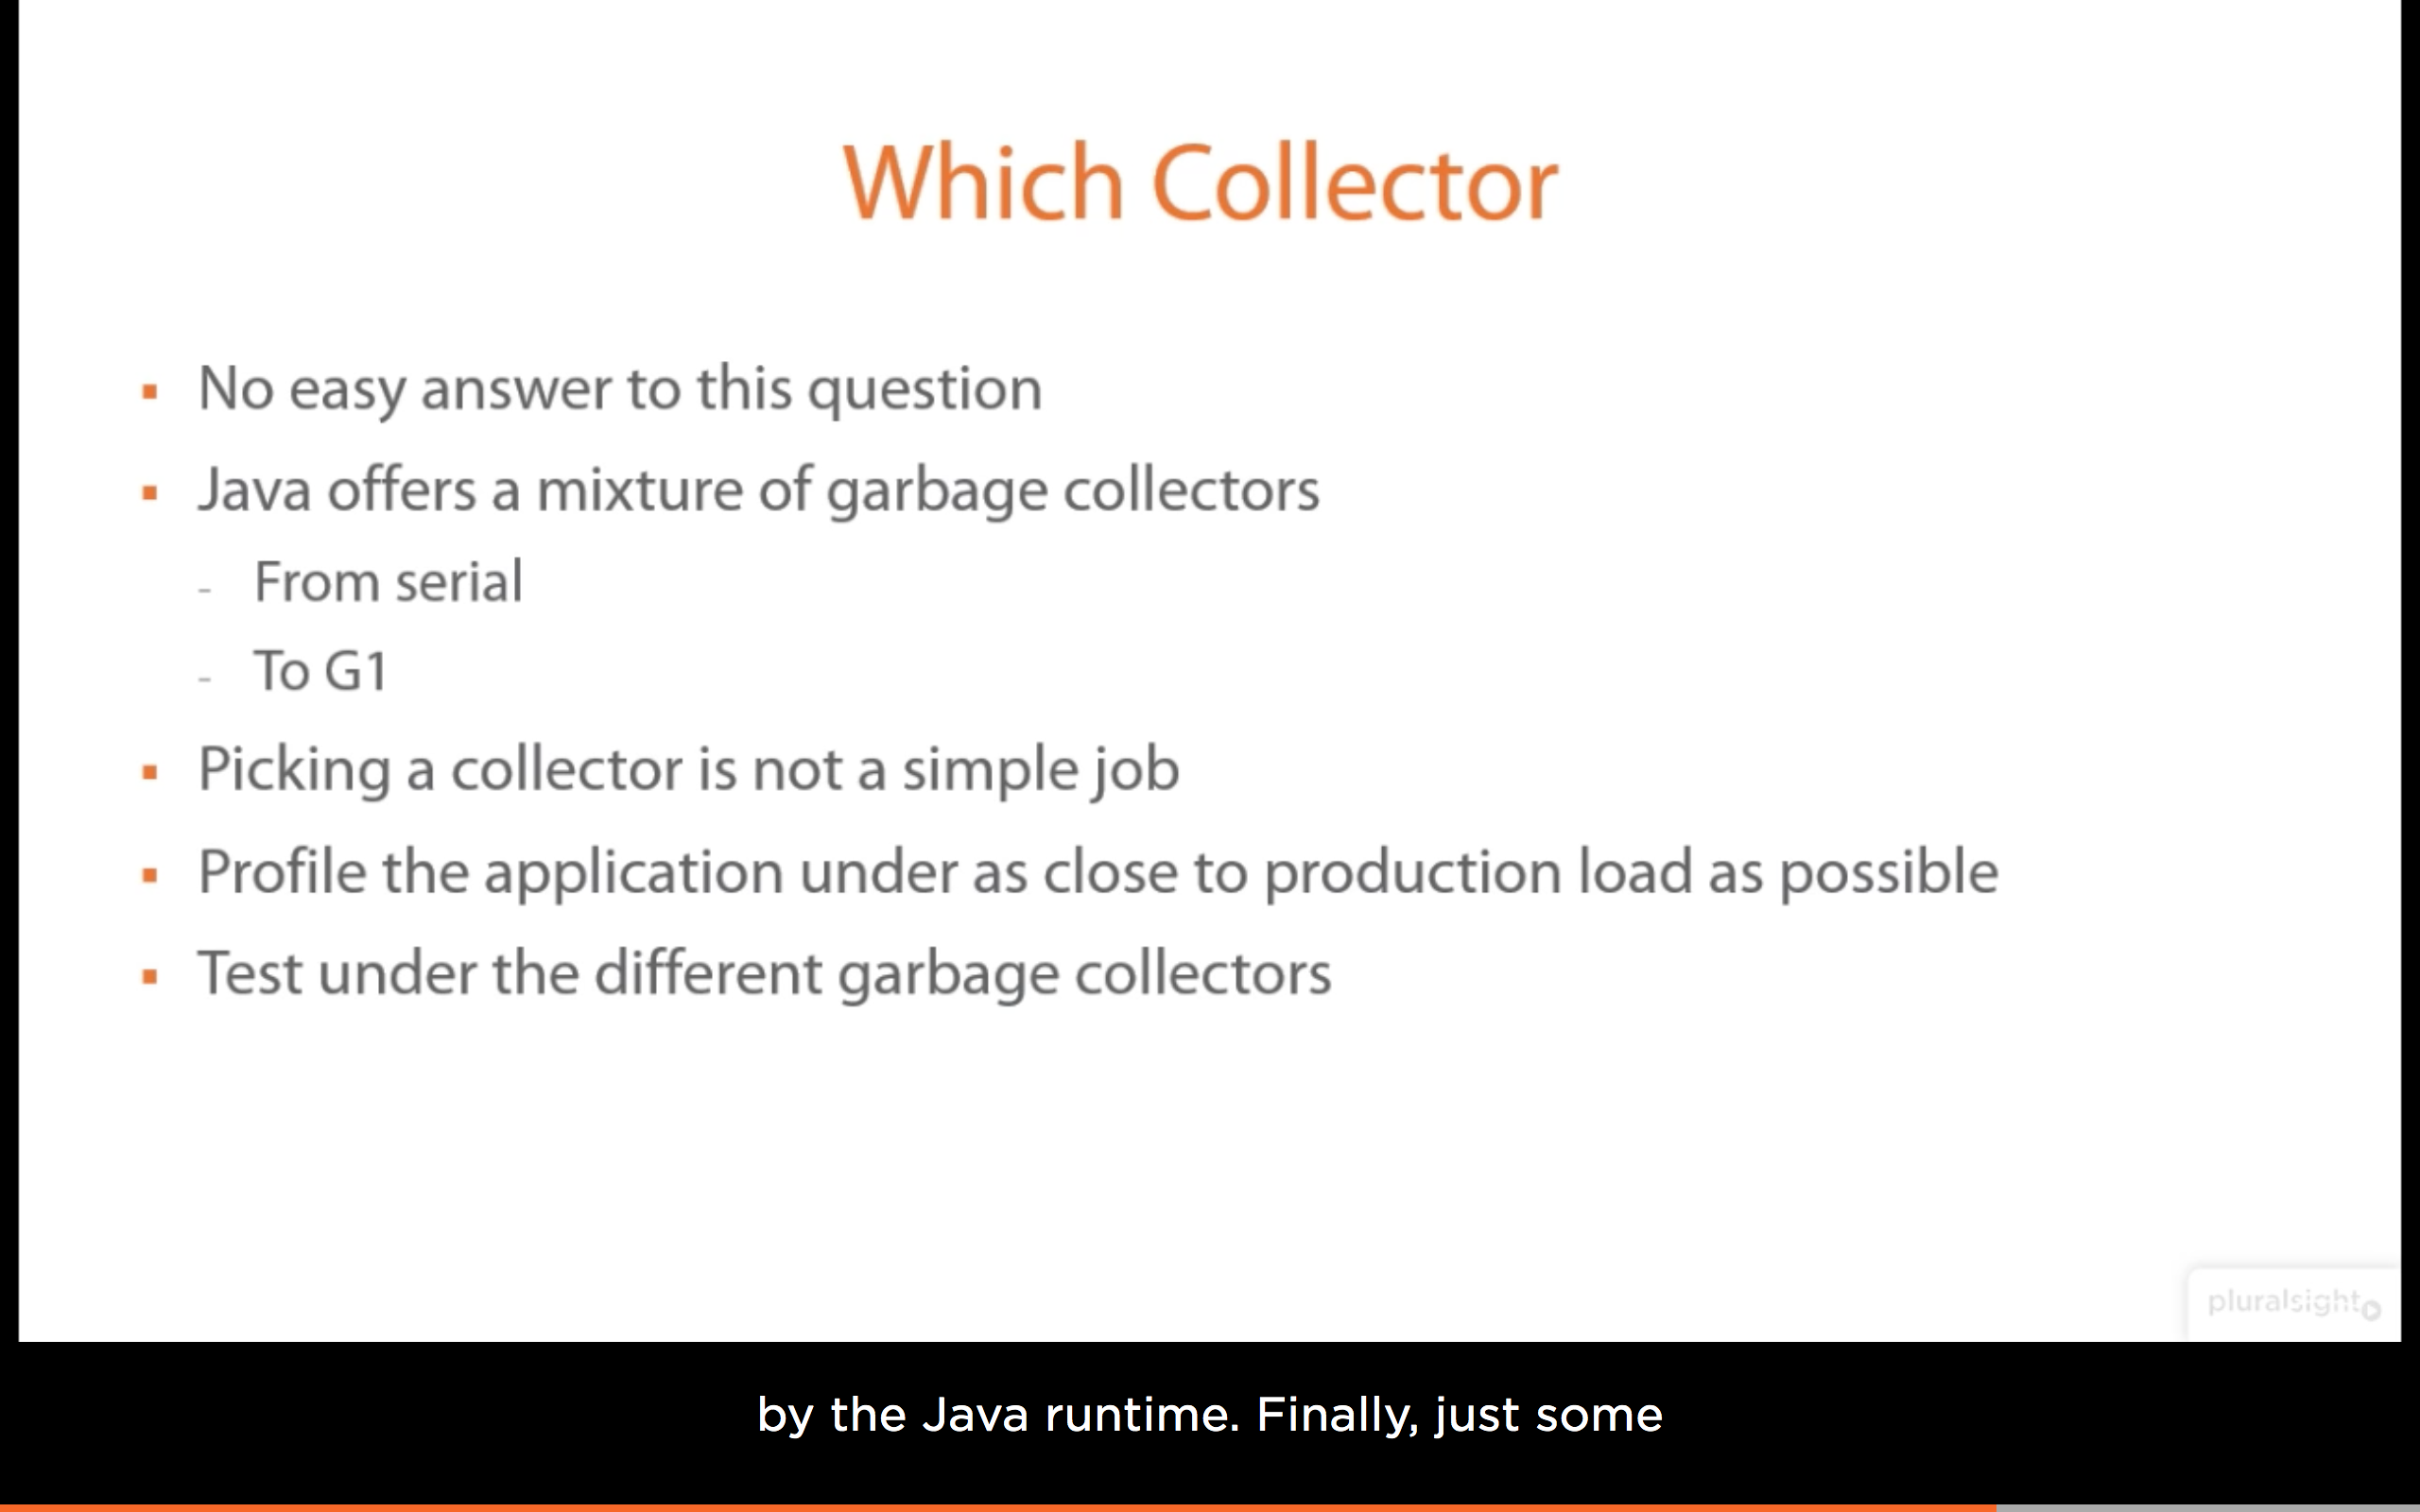 Which Collector
No easy answer to this question
Java offers a mixture of garbage collectors
- From serial
- To G1
Picking a collector is not a simple job
Profile the application under as close to production load as possible
Test under the different garbage collectors
pluralsight
by the Java runtime. Finally, just some